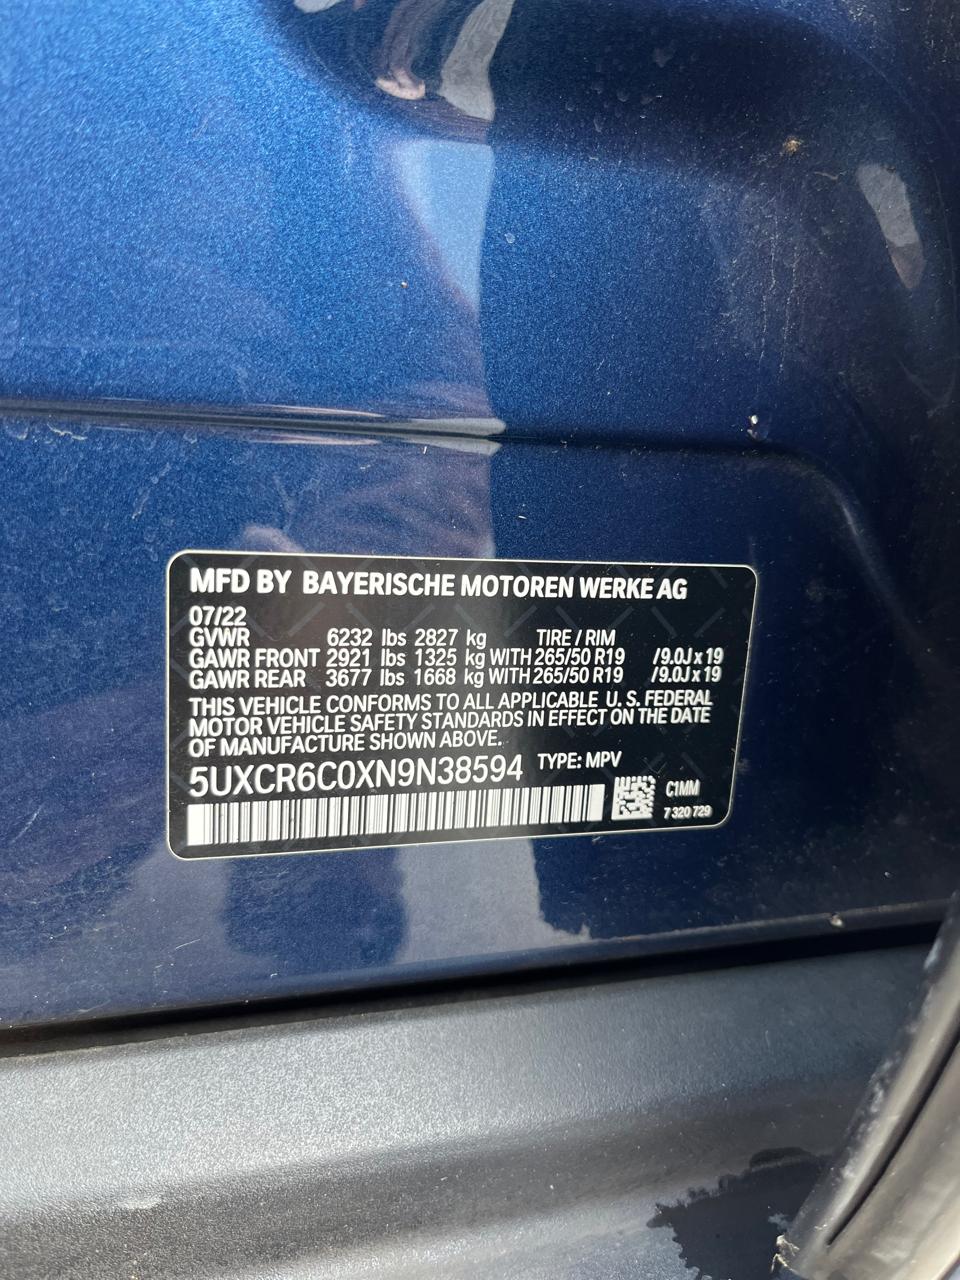 MFD BY BAYERISCHE MOTOREN WERKE AG
07/22
GVWR 6232 lbs 2827 kg TIRE / RIM
GAWR FRONT 2921 lbs 1325 kg WITH 265/50 R19 /9.0J x 19
GAWR REAR 3677 lbs 1668 kg WITH 265/50 R19 /9.0J x 19
THIS VEHICLE CONFORMS TO ALL APPLICABLE U. S. FEDERAL
MOTOR VEHICLE SAFETY STANDARDS IN EFFECT ON THE DATE
OF MANUFACTURE SHOWN ABOVE.
5UXCR6C0XN9N38594 TYPE: MPV
C1MM
7 320 729